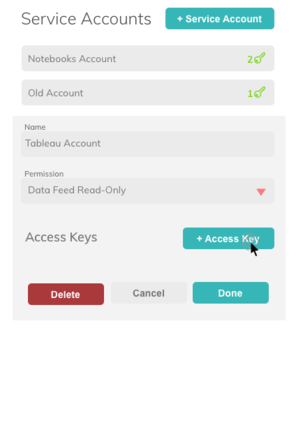 Service Accounts
+ Service Account
Notebooks Account
2
Old Account
1
Name
Tableau Account
Permission
Data Feed Read-Only
Access Keys
+ Access Key
Delete
Cancel
Done